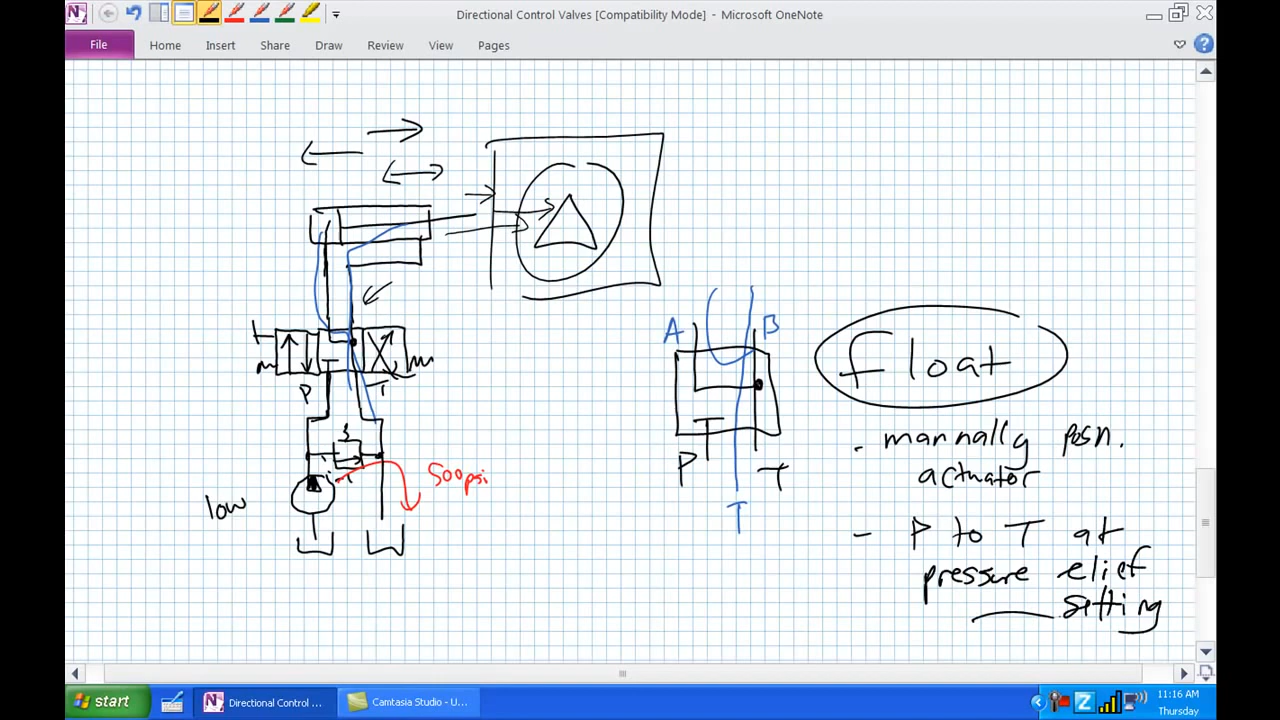 Directional Control Valves [Compatibility Mode] - Microsoft OneNote
File Home Insert Share Draw Review View Pages
A B
P T
T
P T
low
500psi
float
- manually posn.
actuator
- P to T at
pressure elief
setting
start
Directional Control ...
Camtasia Studio - U...
11:16 AM
Thursday